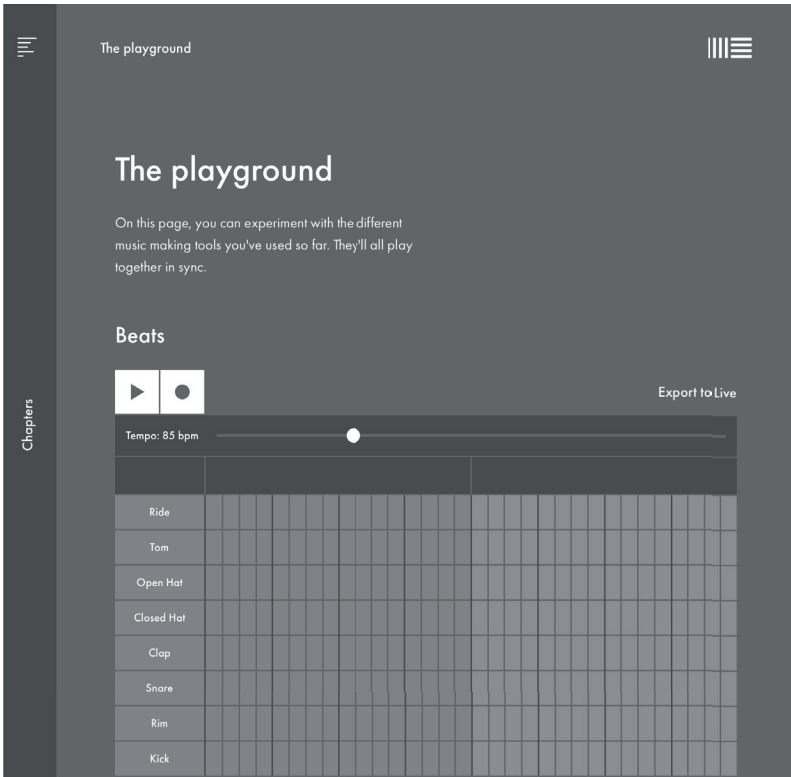 The playground
The playground
On this page, you can experiment with the different
music making tools you've used so far. They'll all play
together in sync.
Beats
Export to Live
Chapters
Tempo: 85 bpm
Ride
Tom
Open Hat
Closed Hat
Clap
Snare
Rim
Kick